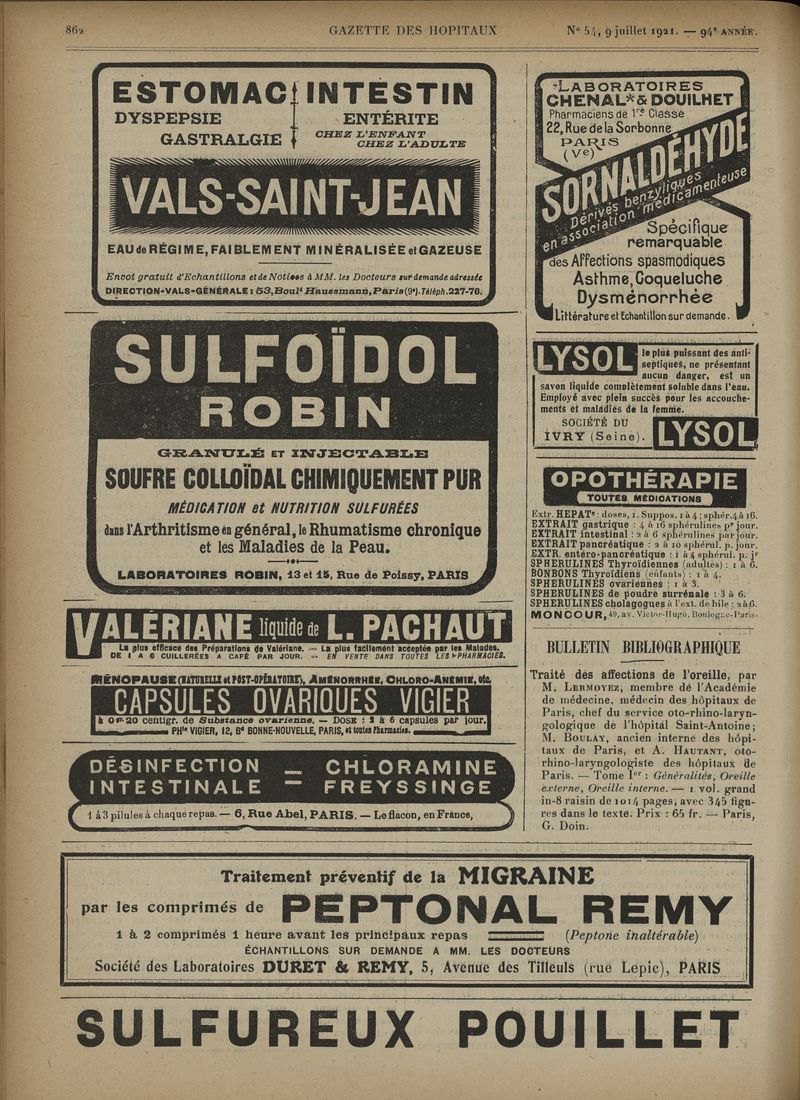 862 GAZETTE DES HOPITAUX N° 54, 9 juillet 1921. — 94e ANNÉE.
ESTOMAC INTESTIN
DYSPEPSIE ENTÉRITE
GASTRALGIE CHEZ L'ENFANT
CHEZ L'ADULTE
VALS-SAINT-JEAN
EAU de RÉGIME, FAIBLEMENT MINÉRALISÉE et GAZEUSE
Envoi gratuit d'Echantillons et de Notices à MM. les Docteurs sur demande adressée
DIRECTION-VALS-GÉNÉRALE: 53, Bould Haussmann, Paris (9e). Téléph. 227-76.
SULFOÏDOL
ROBIN
GRANULÉ ET INJECTABLE
SOUFRE COLLOÏDAL CHIMIQUEMENT PUR
MÉDICATION et NUTRITION SULFURÉES
dans l'Arthritisme en général, le Rhumatisme chronique
et les Maladies de la Peau.
LABORATOIRES ROBIN, 13 et 15, Rue de Poissy, PARIS
VALÉRIANE liquide de L. PACHAUT
La plus efficace des Préparations de Valériane. — La plus facilement acceptée par les Malades.
DE 1 A 6 CUILLERÉES A CAFÉ PAR JOUR. — EN VENTE DANS TOUTES LES PHARMACIES.
MÉNOPAUSE (NATURELLE et POST-OPÉRATOIRE), AMÉNORRHÉE, CHLORO-ANÉMIE, etc.
CAPSULES OVARIQUES VIGIER
à 0 gr. 20 centigr. de Substance ovarienne. — DOSE : 2 à 6 capsules par jour.
PHIe VIGIER, 12, Bd BONNE-NOUVELLE, PARIS, et toutes Pharmacies.
DÉSINFECTION = CHLORAMINE
INTESTINALE FREYSSINGE
1 à 3 pilules à chaque repas. — 6, Rue Abel, PARIS. — Le flacon, en France,
LABORATOIRES
CHENAL* & DOUILHET
Pharmaciens de 1re Classe
22, Rue de la Sorbonne
PARIS
(Ve)
SORNALDÉHYDE
Dérivés benzyliques
en association médicamenteuse
Spécifique
remarquable
des Affections spasmodiques
Asthme, Coqueluche
Dysménorrhée
Littérature et Echantillon sur demande.
LYSOL le plus puissant des anti-
septiques, ne présentant
aucun danger, est un
savon liquide complètement soluble dans l'eau.
Employé avec plein succès pour les accouche-
ments et maladies de la femme.
SOCIÉTÉ DU
IVRY (Seine). LYSOL
OPOTHÉRAPIE
TOUTES MÉDICATIONS
Extr. HEPATe: doses, 1. Suppos. 1 à 4; sphér. 4 à 16.
EXTRAIT gastrique : 4 à 16 sphérulines pr jour.
EXTRAIT intestinal : 2 à 6 sphérulines par jour.
EXTRAIT pancréatique : 2 à 10 sphérul. p. jour.
EXTR. entéro-pancréatique : 1 à 4 sphérul. p. jr
SPHERULINES Thyroïdiennes (adultes) : 1 à 6.
BONBONS Thyroïdiens (enfants) : 1 à 4.
SPHERULINES ovariennes : 1 à 3.
SPHERULINES de poudre surrénale : 3 à 6.
SPHERULINES cholagogues à l'ext. de bile : 2 à 6.
MONCOUR, 49, av. Victor-Hugo, Boulogne-Paris.
BULLETIN BIBLIOGRAPHIQUE
Traité des affections de l'oreille, par
M. LERMOYEZ, membre de l'Académie
de médecine, médecin des hôpitaux de
Paris, chef du service oto-rhino-laryn-
gologique de l'hôpital Saint-Antoine;
M. BOULAY, ancien interne des hôpi-
taux de Paris, et A. HAUTANT, oto-
rhino-laryngologiste des hôpitaux de
Paris. — Tome Ier : Généralités, Oreille
externe, Oreille interne. — 1 vol. grand
in-8 raisin de 1014 pages, avec 345 figu-
res dans le texte. Prix : 65 fr. — Paris,
G. Doin.
Traitement préventif de la MIGRAINE
par les comprimés de PEPTONAL REMY
1 à 2 comprimés 1 heure avant les principaux repas (Peptone inaltérable)
ÉCHANTILLONS SUR DEMANDE A MM. LES DOCTEURS
Société des Laboratoires DURET & REMY, 5, Avenue des Tilleuls (rue Lepic), PARIS
SULFUREUX POUILLET